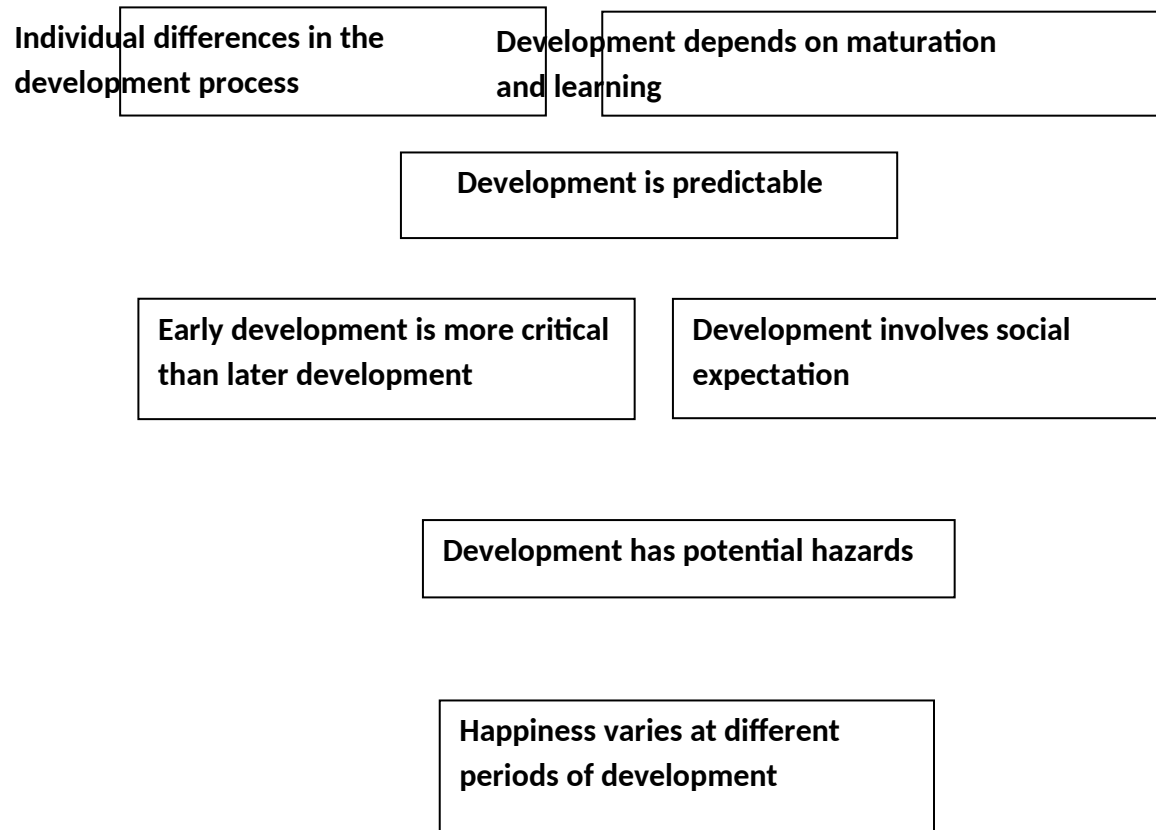 Individual differences in the
development process
Development depends on maturation
and learning
Development is predictable
Early development is more critical
than later development
Development involves social
expectation
Development has potential hazards
Happiness varies at different
periods of development